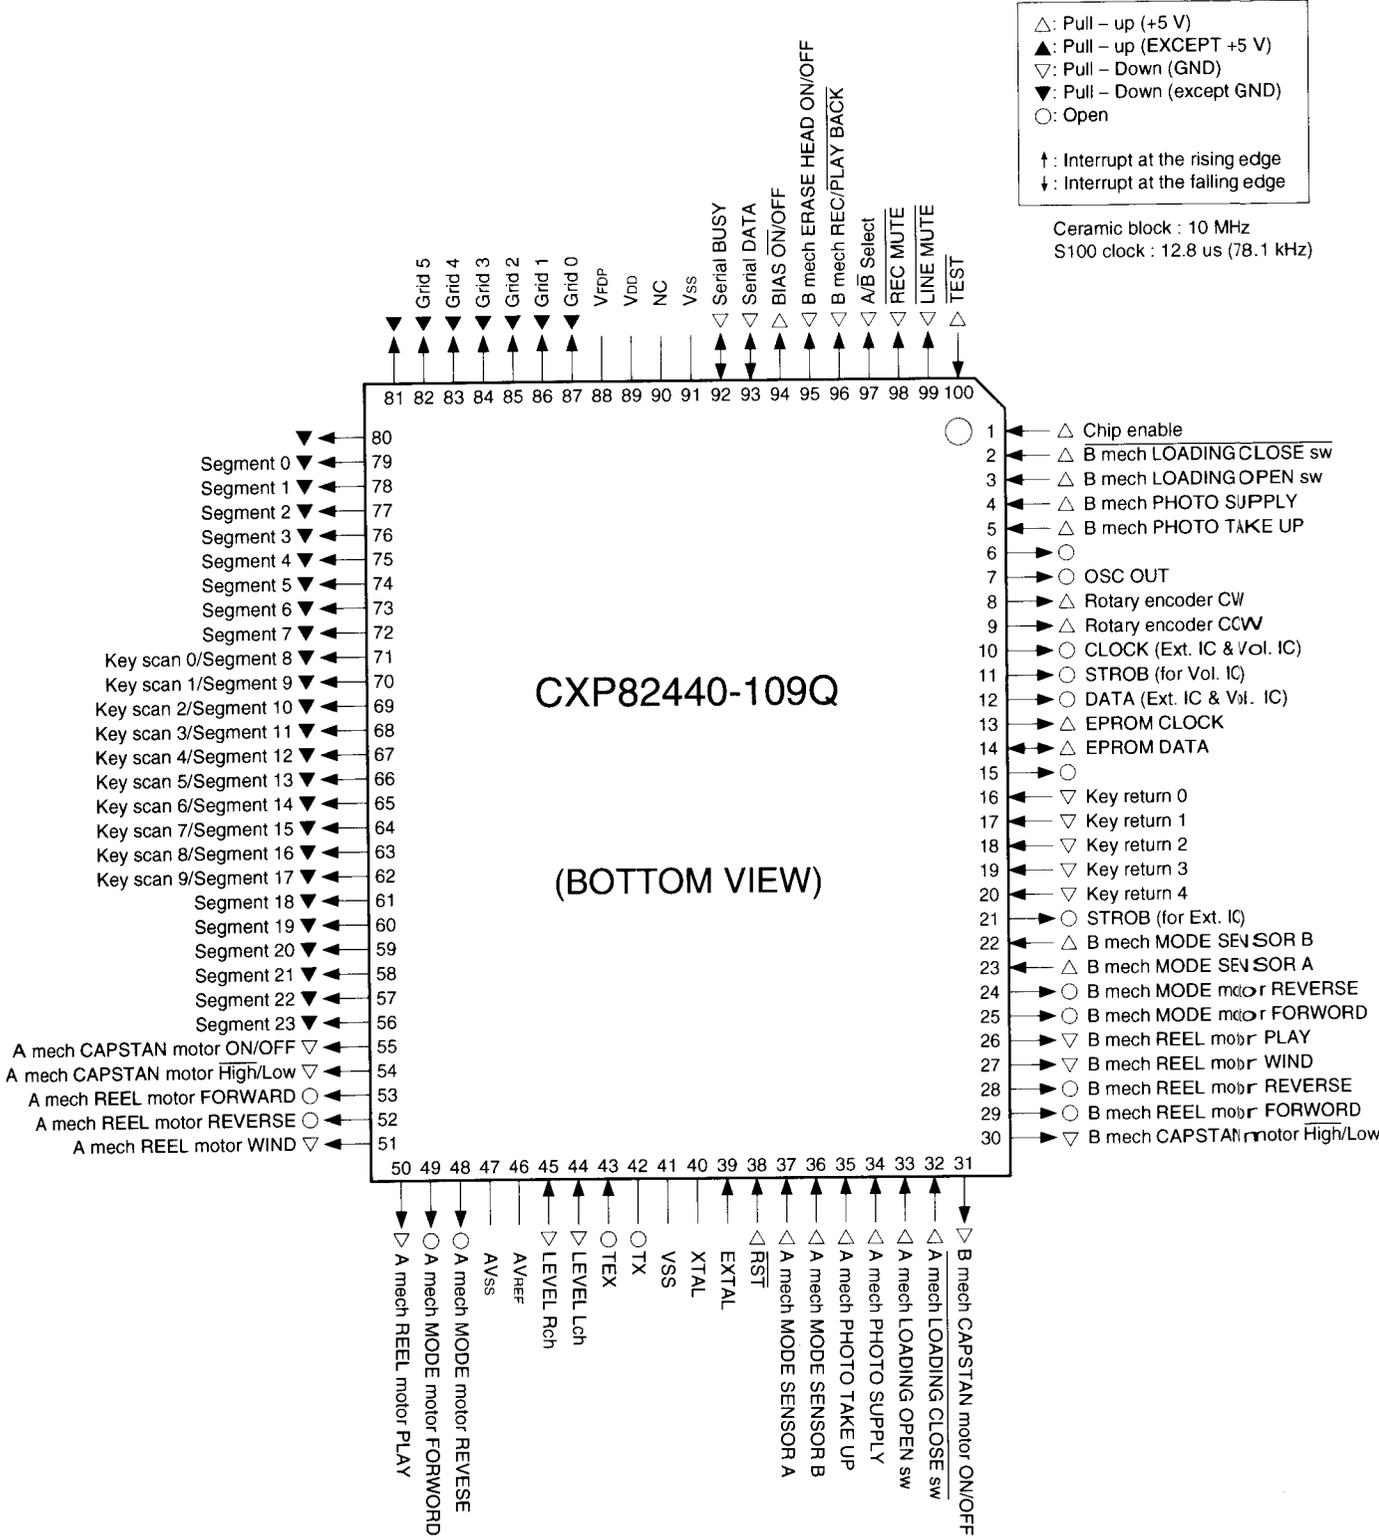 △: Pull – up (+5 V)
▲: Pull – up (EXCEPT +5 V)
▽: Pull – Down (GND)
▼: Pull – Down (except GND)
○: Open
↑: Interrupt at the rising edge
↓: Interrupt at the falling edge
Ceramic block : 10 MHz
S100 clock : 12.8 us (78.1 kHz)
Grid 5
Grid 4
Grid 3
Grid 2
Grid 1
Grid 0
VFDP
VDD
NC
VSS
Serial BUSY
Serial DATA
BIAS ON/OFF
B mech ERASE HEAD ON/OFF
B mech REC/PLAY BACK
A/B Select
REC MUTE
LINE MUTE
TEST
81 82 83 84 85 86 87 88 89 90 91 92 93 94 95 96 97 98 99 100
80
Segment 0 79
Segment 1 78
Segment 2 77
Segment 3 76
Segment 4 75
Segment 5 74
Segment 6 73
Segment 7 72
Key scan 0/Segment 8 71
Key scan 1/Segment 9 70
Key scan 2/Segment 10 69
Key scan 3/Segment 11 68
Key scan 4/Segment 12 67
Key scan 5/Segment 13 66
Key scan 6/Segment 14 65
Key scan 7/Segment 15 64
Key scan 8/Segment 16 63
Key scan 9/Segment 17 62
Segment 18 61
Segment 19 60
Segment 20 59
Segment 21 58
Segment 22 57
Segment 23 56
A mech CAPSTAN motor ON/OFF 55
A mech CAPSTAN motor High/Low 54
A mech REEL motor FORWARD 53
A mech REEL motor REVERSE 52
A mech REEL motor WIND 51
CXP82440-109Q
(BOTTOM VIEW)
1 Chip enable
2 B mech LOADING CLOSE sw
3 B mech LOADING OPEN sw
4 B mech PHOTO SUPPLY
5 B mech PHOTO TAKE UP
6
7 OSC OUT
8 Rotary encoder CW
9 Rotary encoder CCW
10 CLOCK (Ext. IC & Vol. IC)
11 STROB (for Vol. IC)
12 DATA (Ext. IC & Vol. IC)
13 EPROM CLOCK
14 EPROM DATA
15
16 Key return 0
17 Key return 1
18 Key return 2
19 Key return 3
20 Key return 4
21 STROB (for Ext. IC)
22 B mech MODE SENSOR B
23 B mech MODE SENSOR A
24 B mech MODE motor REVERSE
25 B mech MODE motor FORWORD
26 B mech REEL motor PLAY
27 B mech REEL motor WIND
28 B mech REEL motor REVERSE
29 B mech REEL motor FORWORD
30 B mech CAPSTAN motor High/Low
50 49 48 47 46 45 44 43 42 41 40 39 38 37 36 35 34 33 32 31
A mech REEL motor PLAY
A mech MODE motor FORWORD
A mech MODE motor REVESE
AVSS
AVREF
LEVEL Rch
LEVEL Lch
TEX
TX
VSS
XTAL
EXTAL
RST
A mech MODE SENSOR A
A mech MODE SENSOR B
A mech PHOTO TAKE UP
A mech PHOTO SUPPLY
A mech LOADING OPEN sw
A mech LOADING CLOSE sw
B mech CAPSTAN motor ON/OFF